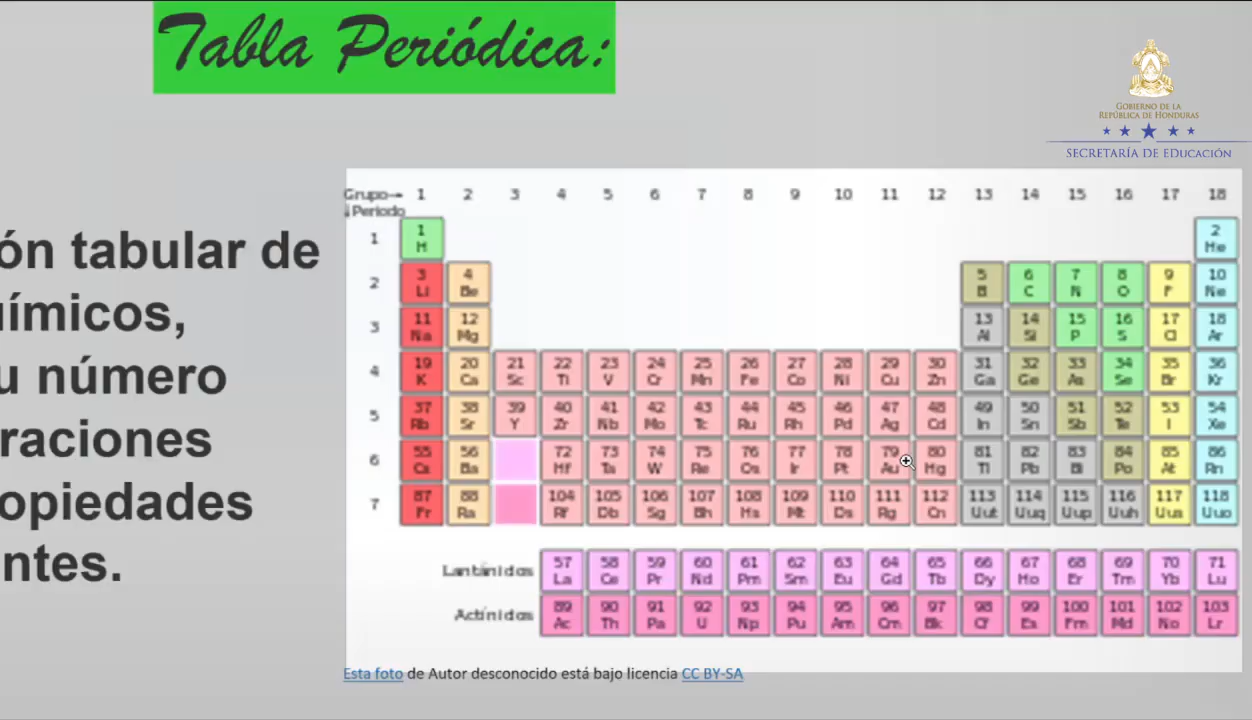 Tabla Periódica:
GOBIERNO DE LA
REPÚBLICA DE HONDURAS
SECRETARÍA DE EDUCACIÓN
ón tabular de
uímicos,
u número
raciones
opiedades
ntes.
Grupo→ 1 2 3 4 5 6 7 8 9 10 11 12 13 14 15 16 17 18
↓Periodo
1 1 2
H He
2 3 4 5 6 7 8 9 10
Li Be B C N O F Ne
3 11 12 13 14 15 16 17 18
Na Mg Al Si P S Cl Ar
4 19 20 21 22 23 24 25 26 27 28 29 30 31 32 33 34 35 36
K Ca Sc Ti V Cr Mn Fe Co Ni Cu Zn Ga Ge As Se Br Kr
5 37 38 39 40 41 42 43 44 45 46 47 48 49 50 51 52 53 54
Rb Sr Y Zr Nb Mo Tc Ru Rh Pd Ag Cd In Sn Sb Te I Xe
6 55 56 72 73 74 75 76 77 78 79 80 81 82 83 84 85 86
Cs Ba Hf Ta W Re Os Ir Pt Au Hg Tl Pb Bi Po At Rn
7 87 88 104 105 106 107 108 109 110 111 112 113 114 115 116 117 118
Fr Ra Rf Db Sg Bh Hs Mt Ds Rg Cn Uut Uuq Uup Uuh Uus Uuo
Lantánidos 57 58 59 60 61 62 63 64 65 66 67 68 69 70 71
La Ce Pr Nd Pm Sm Eu Gd Tb Dy Ho Er Tm Yb Lu
Actínidos 89 90 91 92 93 94 95 96 97 98 99 100 101 102 103
Ac Th Pa U Np Pu Am Cm Bk Cf Es Fm Md No Lr
Esta foto de Autor desconocido está bajo licencia CC BY-SA